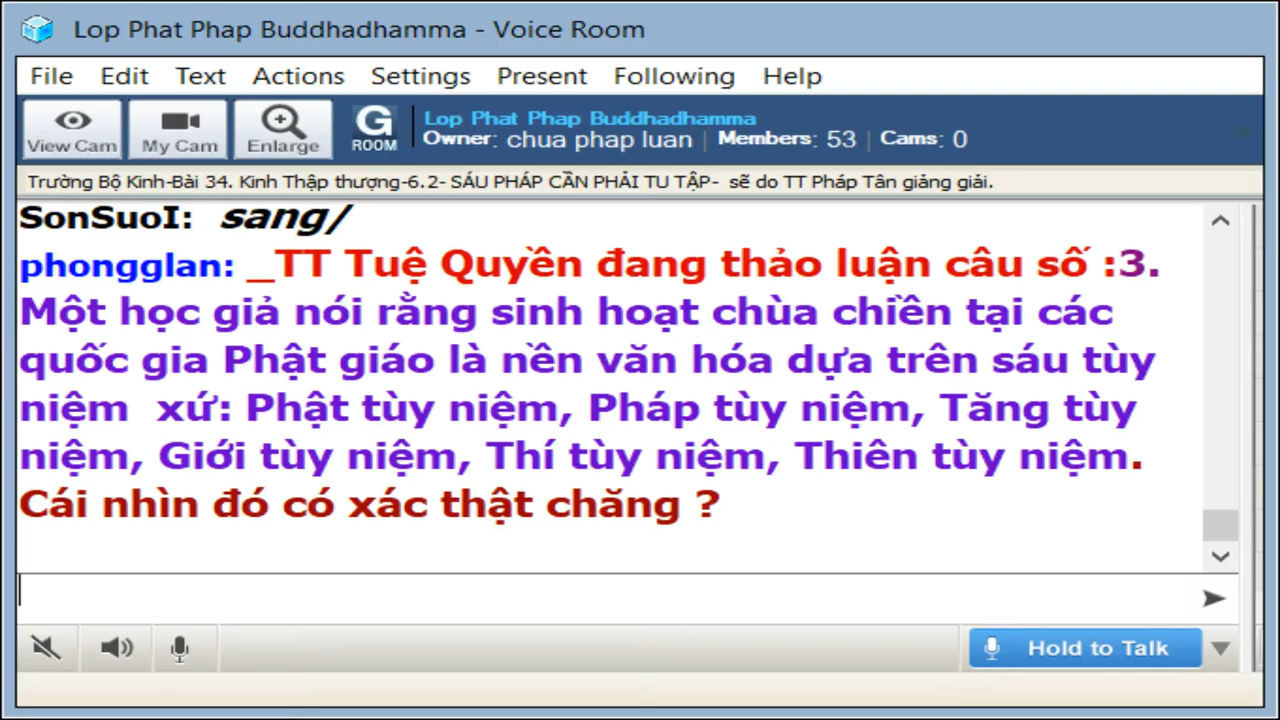 Lop Phat Phap Buddhadhamma - Voice Room
File Edit Text Actions Settings Present Following Help
View Cam My Cam Enlarge G ROOM
Lop Phat Phap Buddhadhamma
Owner: chua phap luan | Members: 53 | Cams: 0
Trường Bộ Kinh-Bài 34. Kinh Thập thượng-6.2- SÁU PHÁP CẦN PHẢI TU TẬP- sẽ do TT Pháp Tân giảng giải.
SonSuoI: sang/
phongglan: _TT Tuệ Quyền đang thảo luận câu số :3.
Một học giả nói rằng sinh hoạt chùa chiền tại các
quốc gia Phật giáo là nền văn hóa dựa trên sáu tùy
niệm xứ: Phật tùy niệm, Pháp tùy niệm, Tăng tùy
niệm, Giới tùy niệm, Thí tùy niệm, Thiên tùy niệm.
Cái nhìn đó có xác thật chăng ?
Hold to Talk